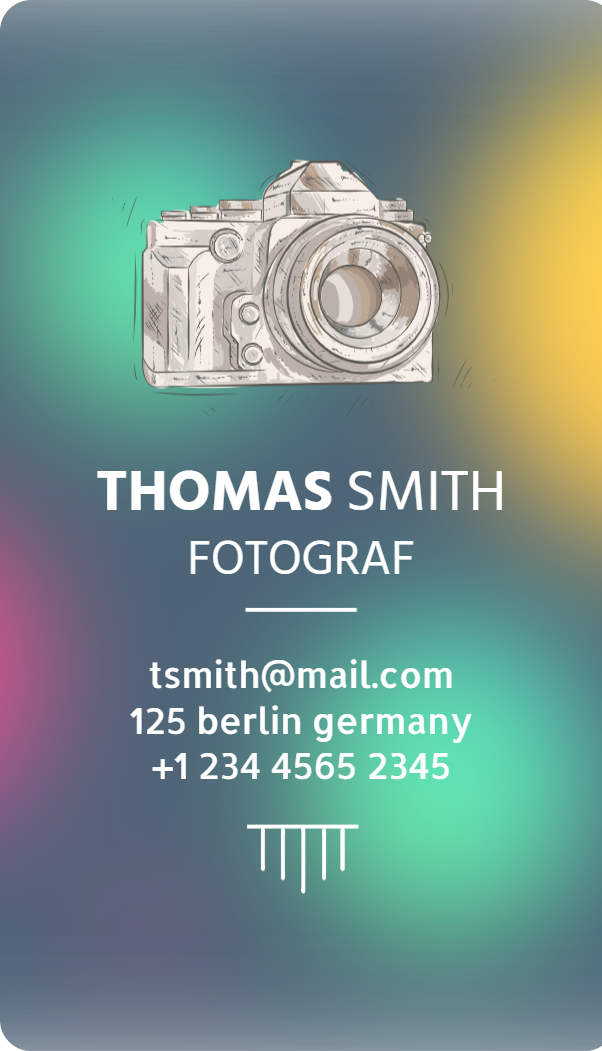 THOMAS SMITH
FOTOGRAF
tsmith@mail.com
125 berlin germany
+1 234 4565 2345